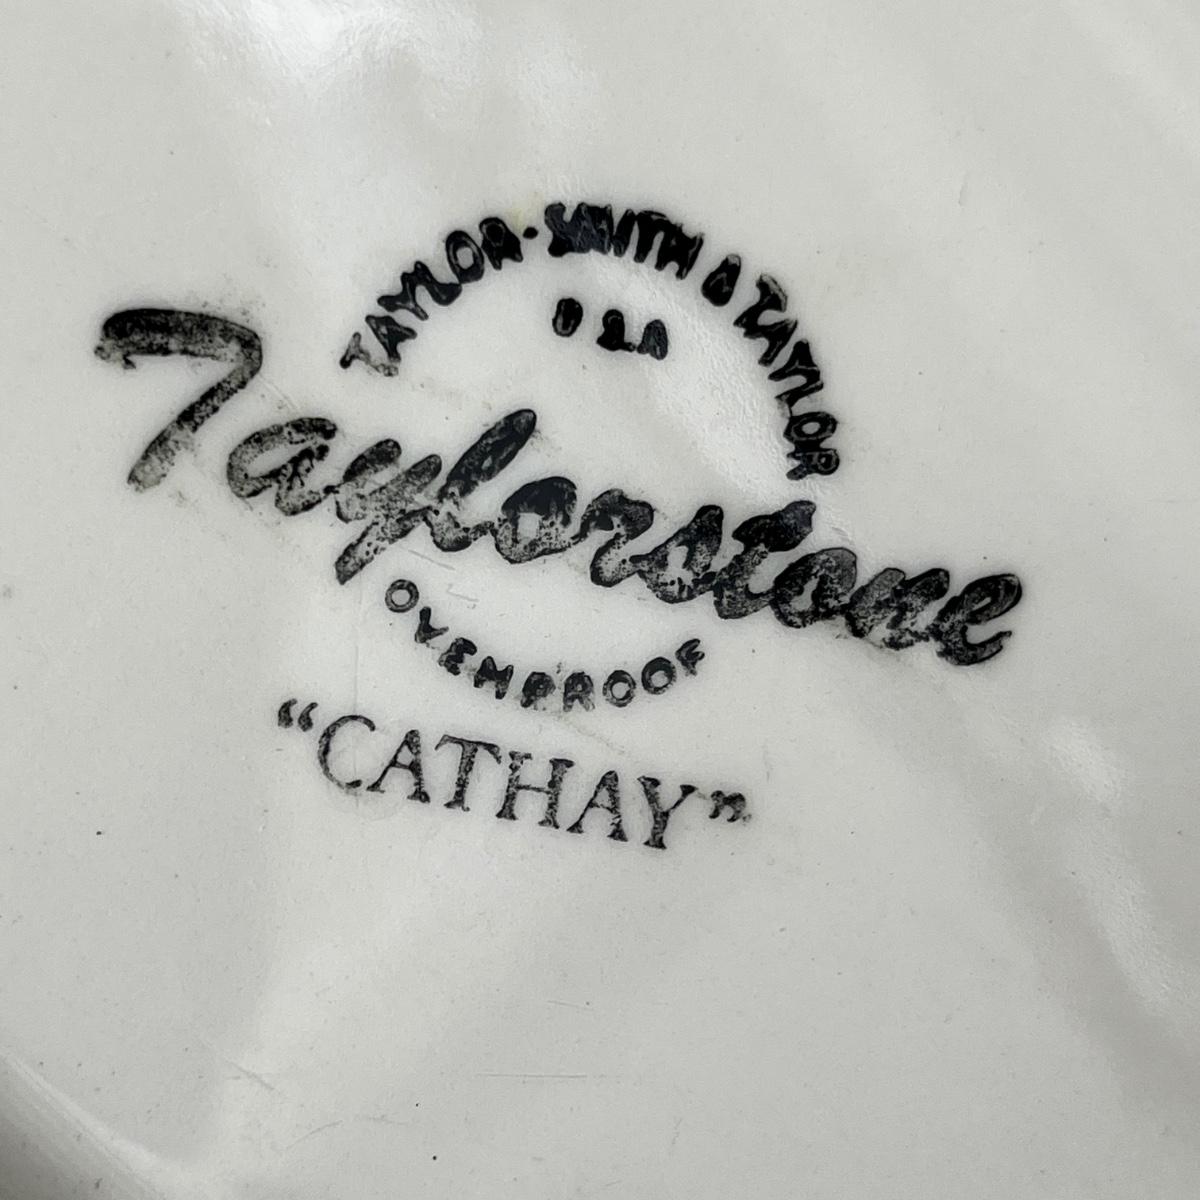 TAYLOR-SMITH & TAYLOR
USA
Taylorstone
OVENPROOF
“CATHAY”